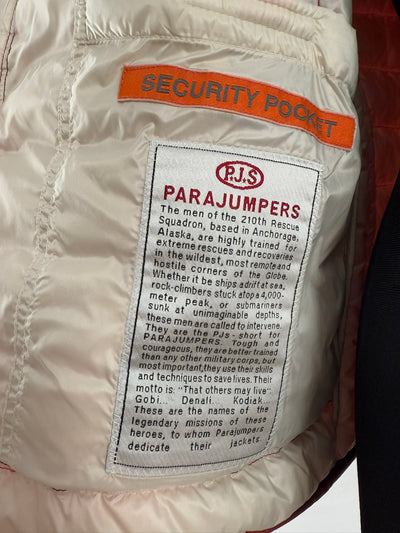 SECURITY POCKET
P.J.S
PARAJUMPERS
The men of the 210th Rescue
Squadron, based in Anchorage,
Alaska, are highly trained for
extreme rescues and recoveries
in the wildest, most remote and
hostile corners of the Globe.
Whether it be ships adrift at sea,
rock-climbers stuck atop a 4,000-
meter peak, or submariners
sunk at unimaginable depths,
these men are called to intervene.
They are the PJs - short for
PARAJUMPERS. Tough and
courageous, they are better trained
than any other military corps, but
most important, they use their skills
and techniques to save lives. Their
motto is: "That others may live":
Gobi... Denali... Kodiak...
These are the names of the
legendary missions of these
heroes, to whom Parajumpers
dedicate their jackets.